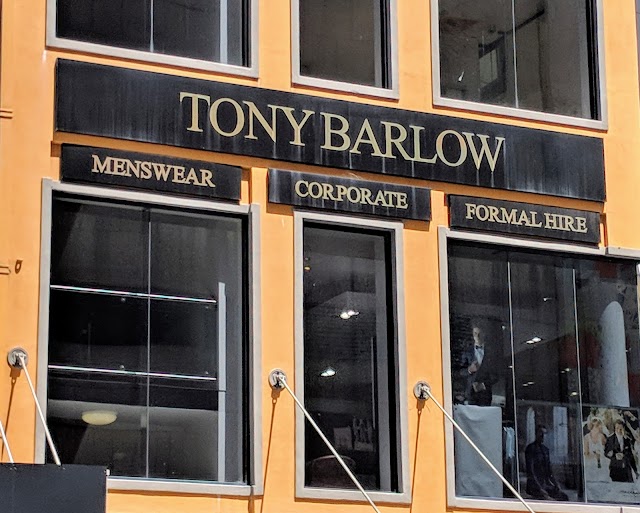 TONY BARLOW
MENSWEAR
CORPORATE
FORMAL HIRE